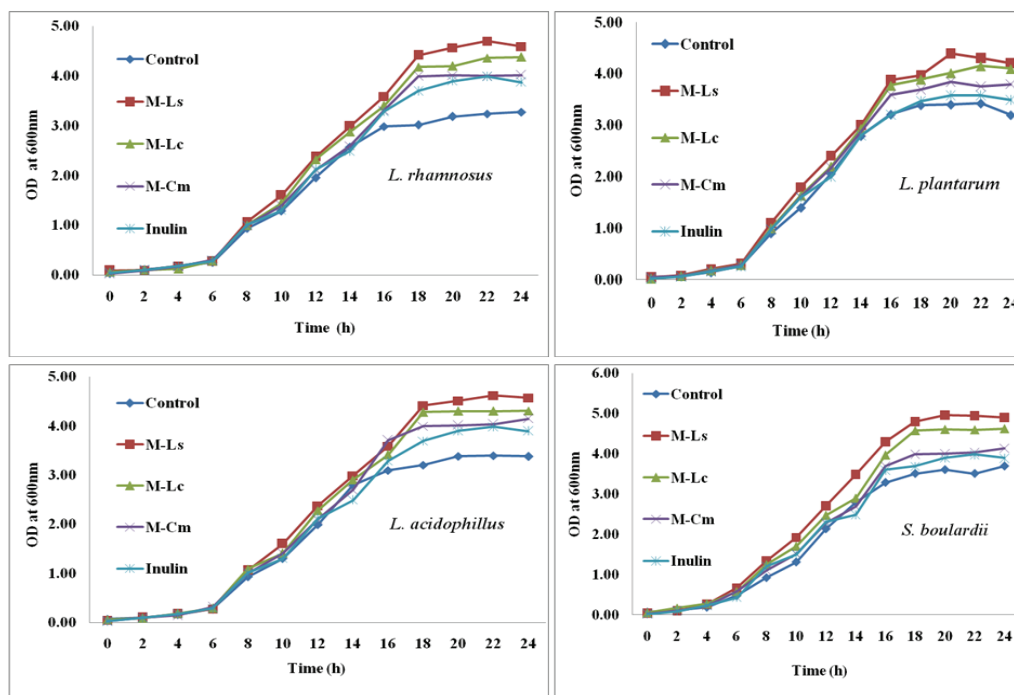 5.00
4.00
3.00
2.00
1.00
0.00
OD at 600nm
Control
M-Ls
M-Lc
M-Cm
Inulin
L. rhamnosus
0 2 4 6 8 10 12 14 16 18 20 22 24
Time (h)
5.00
4.00
3.00
2.00
1.00
0.00
OD at 600nm
Control
M-Ls
M-Lc
M-Cm
Inulin
L. plantarum
0 2 4 6 8 10 12 14 16 18 20 22 24
Time (h)
5.00
4.00
3.00
2.00
1.00
0.00
OD at 600nm
Control
M-Ls
M-Lc
M-Cm
Inulin
L. acidophillus
0 2 4 6 8 10 12 14 16 18 20 22 24
Time (h)
6.00
5.00
4.00
3.00
2.00
1.00
0.00
OD at 600nm
Control
M-Ls
M-Lc
M-Cm
Inulin
S. boulardii
0 2 4 6 8 10 12 14 16 18 20 22 24
Time (h)